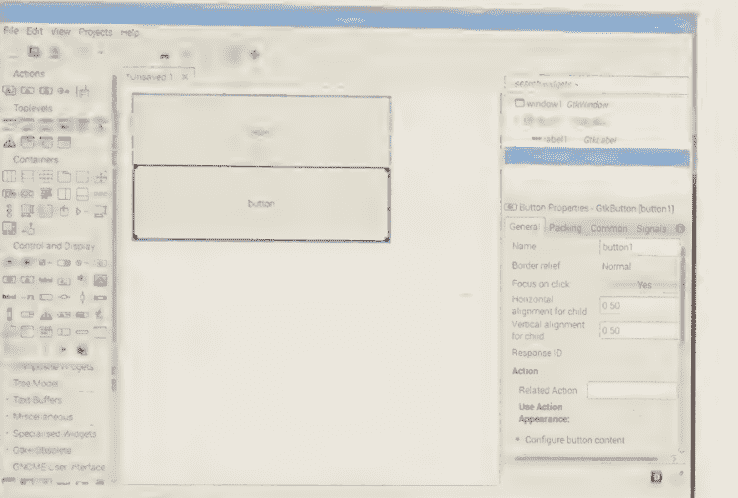 File Edit View Projects Help
Actions
Toplevels
Containers
Control and Display
Tree Model
Text Buffers
Miscellaneous
Specialised Widgets
GNOME User Interface
*Unsaved 1
button
window1 GtkWindow
label1 GtkLabel
Button Properties - GtkButton [button1]
General Packing Common Signals
Name button1
Border relief Normal
Focus on click Yes
Horizontal
alignment for child 0.50
Vertical alignment
for child 0.50
Response ID
Action
Related Action
Use Action
Appearance:
Configure button content